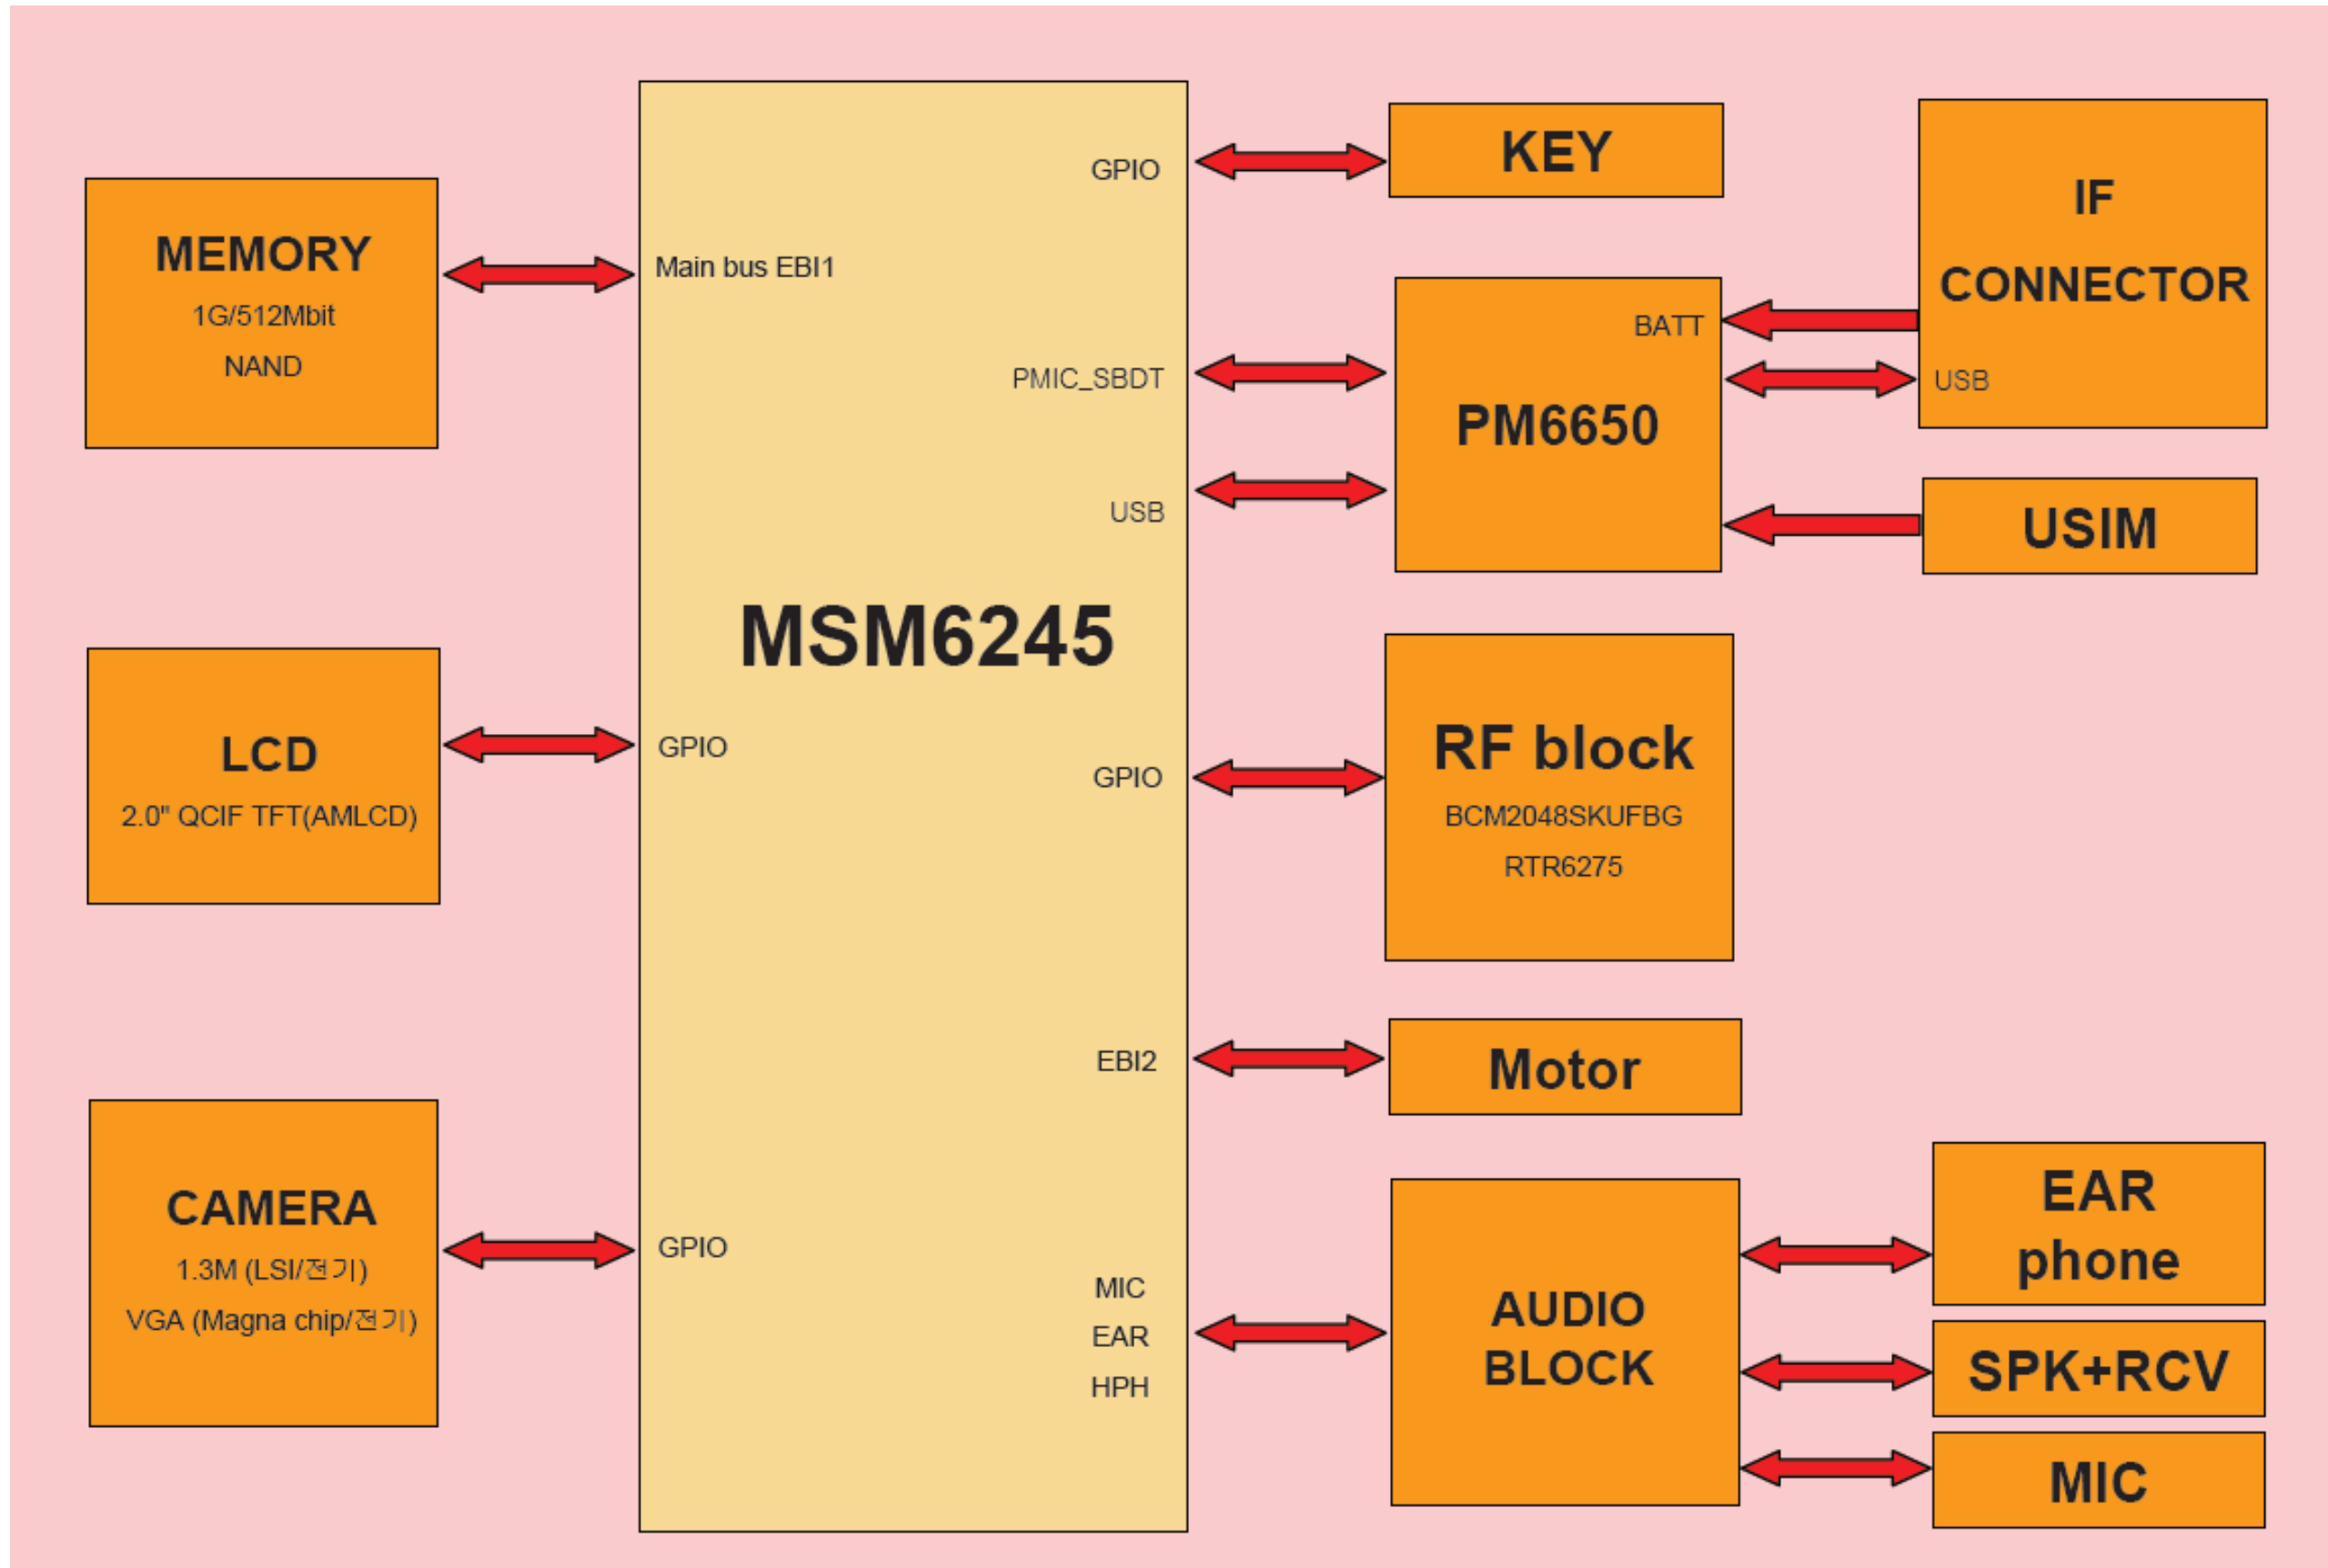 MEMORY
1G/512Mbit
NAND
LCD
2.0" QCIF TFT(AMLCD)
CAMERA
1.3M (LSI/전기)
VGA (Magna chip/전기)
Main bus EBI1
GPIO
GPIO
MSM6245
GPIO
PMIC_SBDT
USB
GPIO
EBI2
MIC
EAR
HPH
KEY
BATT
PM6650
RF block
BCM2048SKUFBG
RTR6275
Motor
AUDIO
BLOCK
IF
CONNECTOR
USB
USIM
EAR
phone
SPK+RCV
MIC